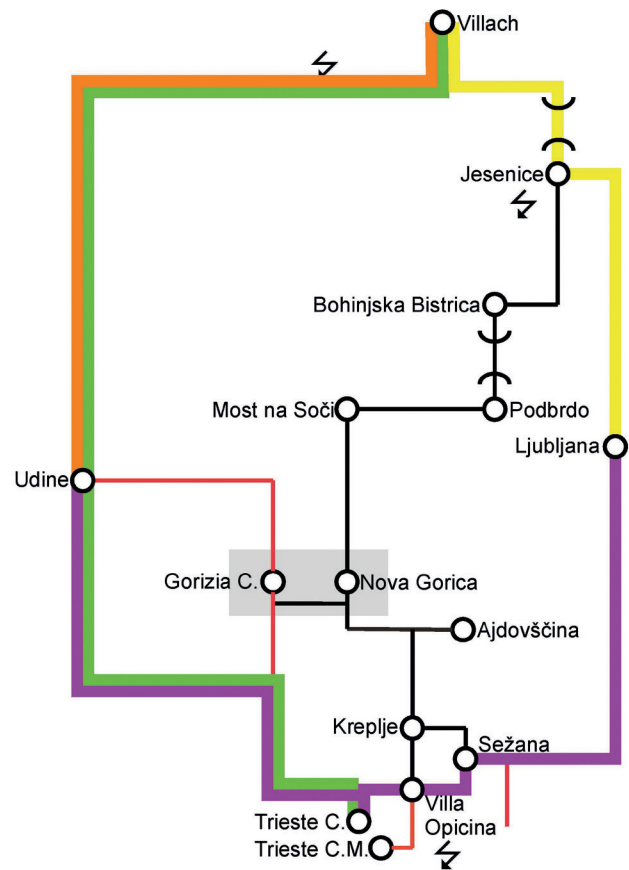 Villach
Jesenice
Bohinjska Bistrica
Most na Soči
Podbrdo
Ljubljana
Udine
Gorizia C.
Nova Gorica
Ajdovščina
Kreplje
Sežana
Villa
Opicina
Trieste C.
Trieste C.M.